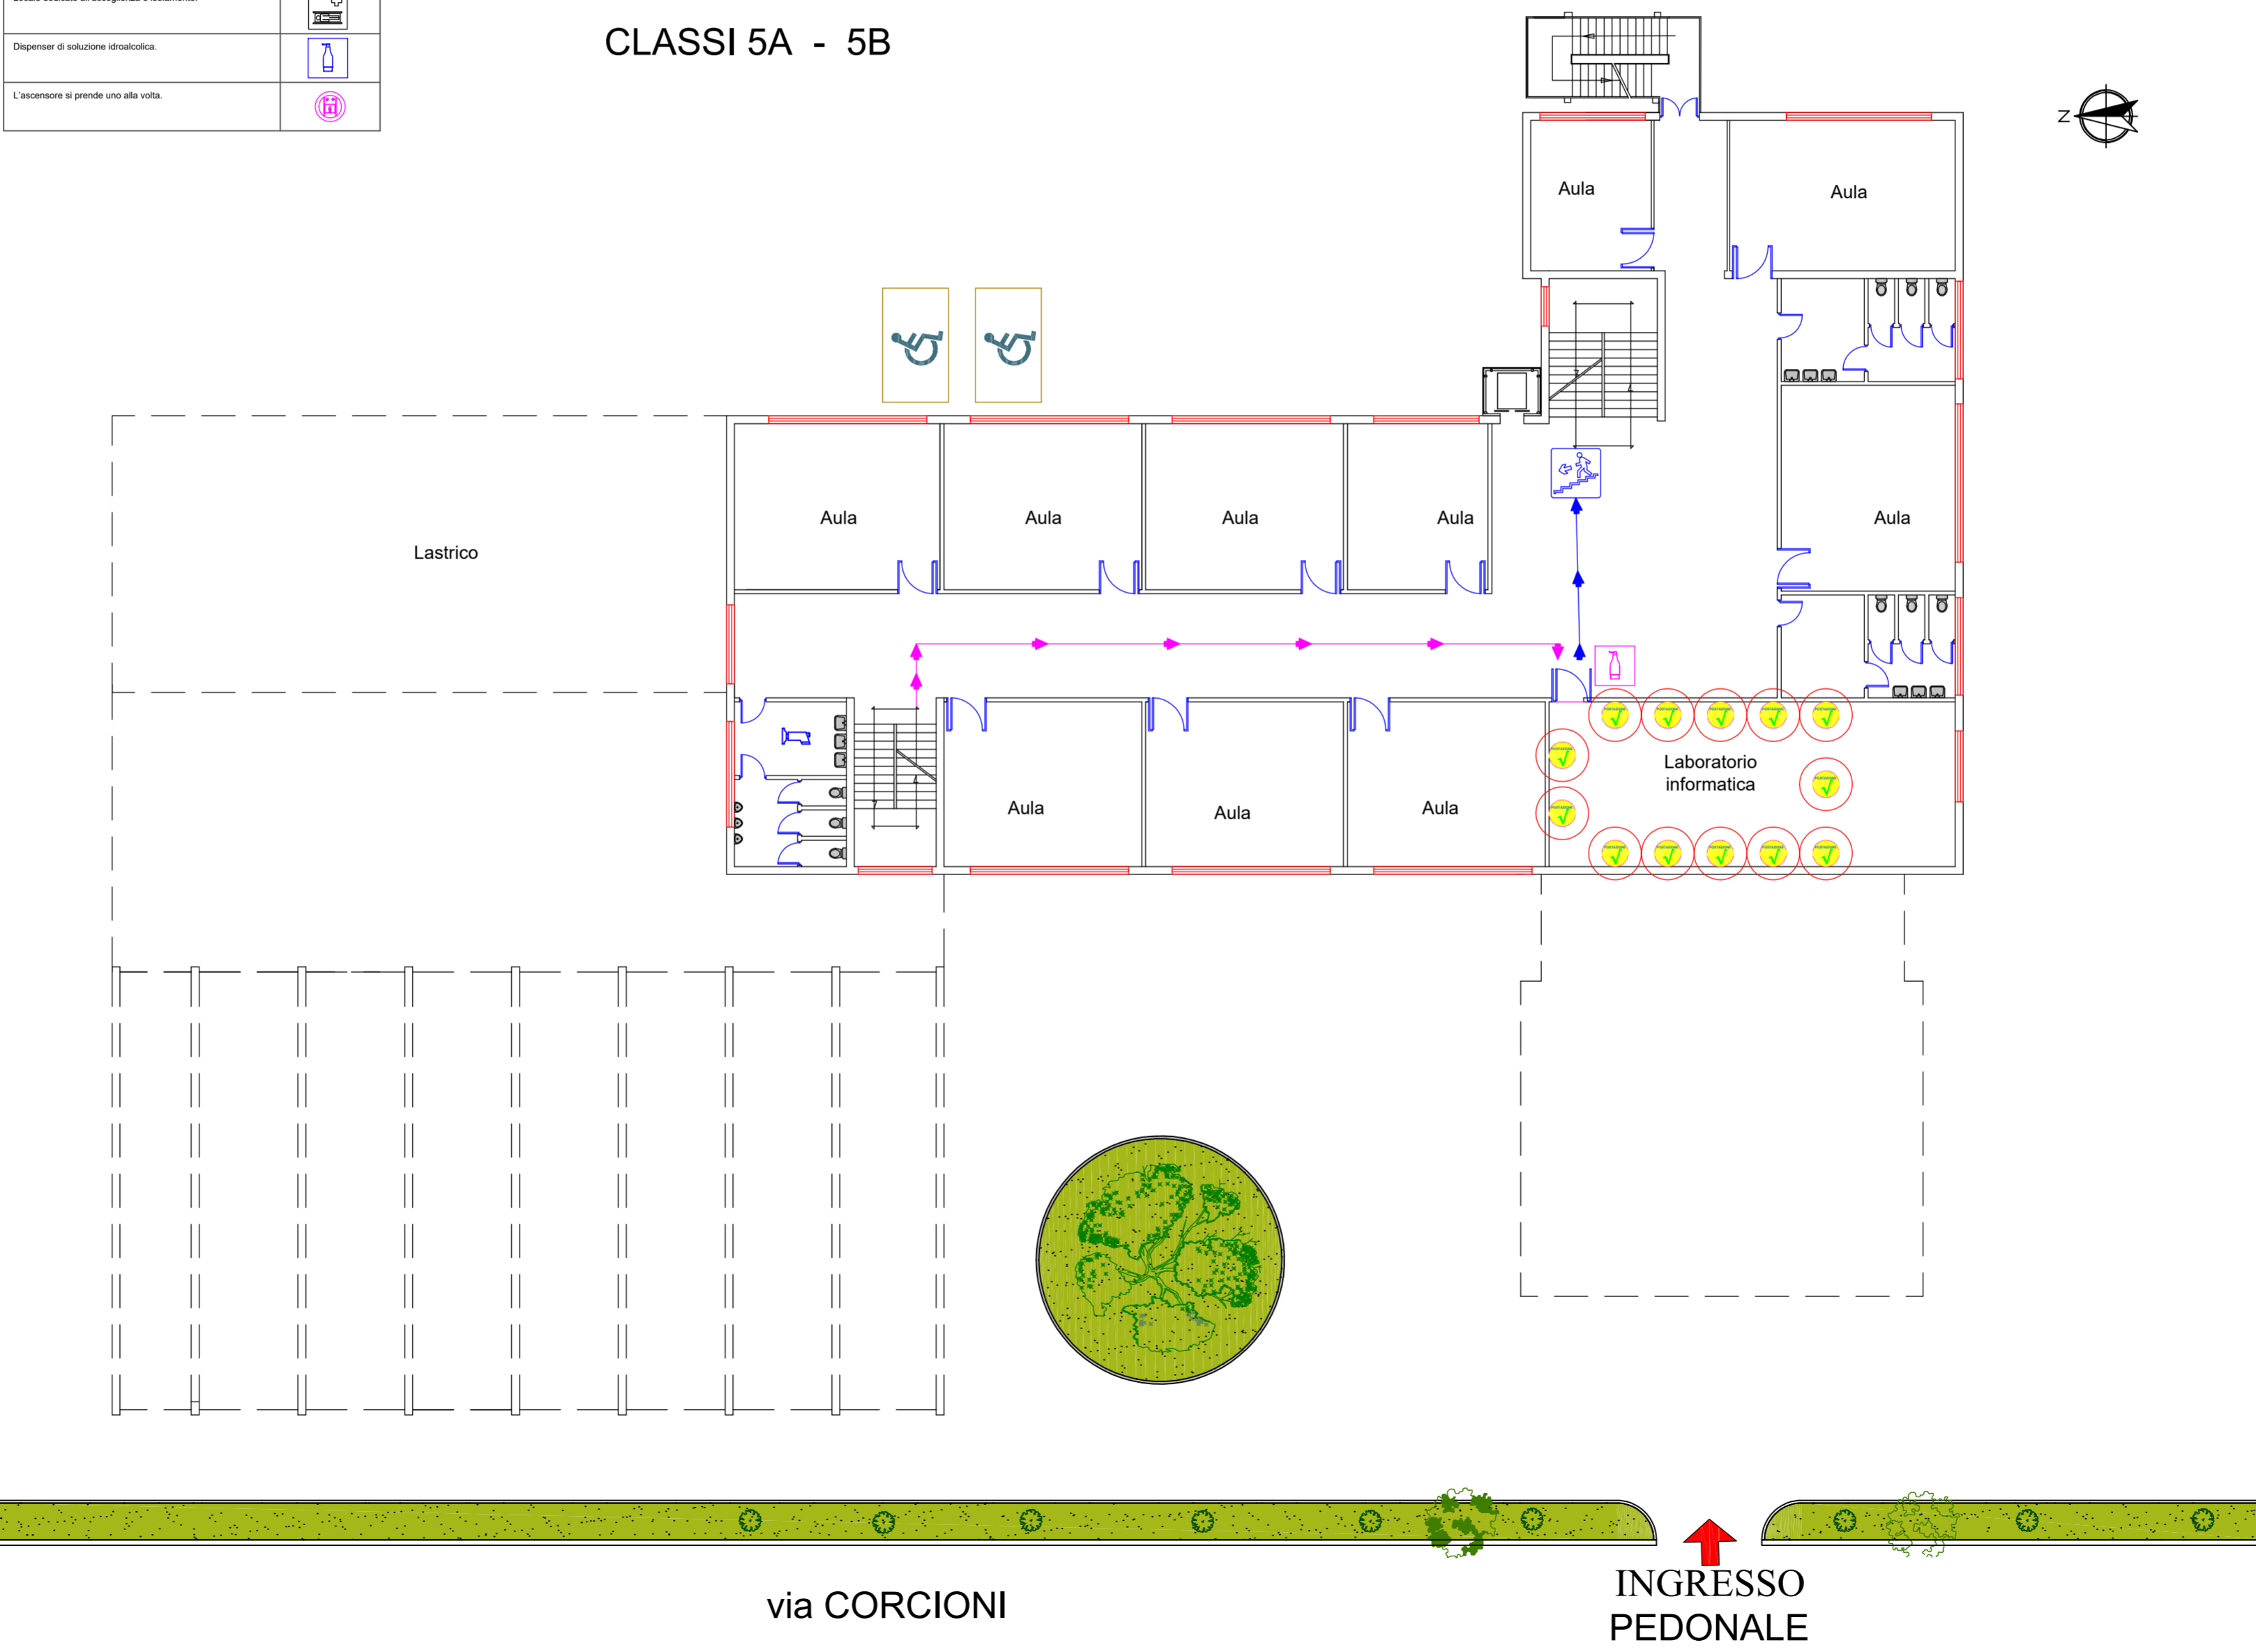 Dispenser di soluzione idroalcolica.
L'ascensore si prende uno alla volta.
CLASSI 5A - 5B
N
Aula
Aula
Aula
Aula
Aula
Aula
Aula
Lastrico
Aula
Aula
Aula
Laboratorio
informatica
via CORCIONI
INGRESSO
PEDONALE